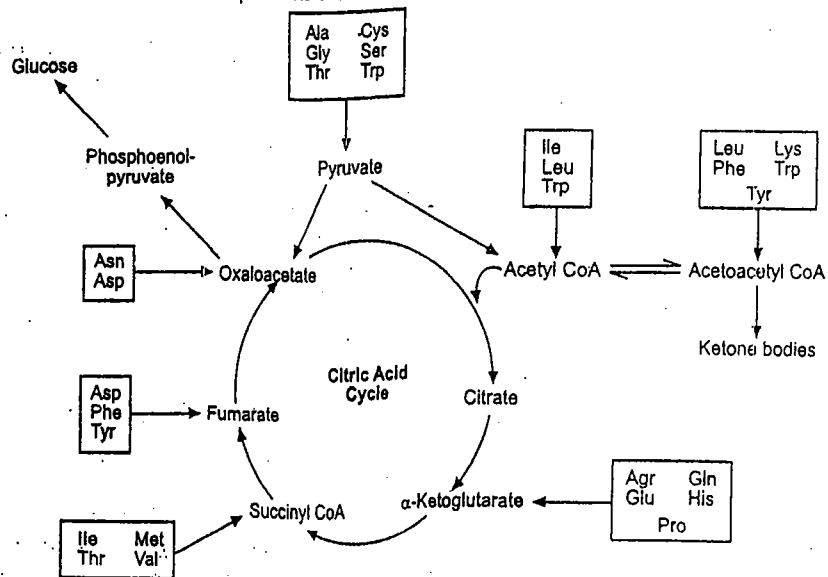 Ala Cys
Gly Ser
Thr Trp
Glucose
Phosphoenol-
pyruvate
Pyruvate
Ile
Leu
Trp
Leu Lys
Phe Trp
Tyr
Asn
Asp
Oxaloacetate
Acetyl CoA
Acetoacetyl CoA
Ketone bodies
Citric Acid
Cycle
Citrate
Asp
Phe
Tyr
Fumarate
Agr Gln
Glu His
Pro
α-Ketoglutarate
Succinyl CoA
Ile Met
Thr Val